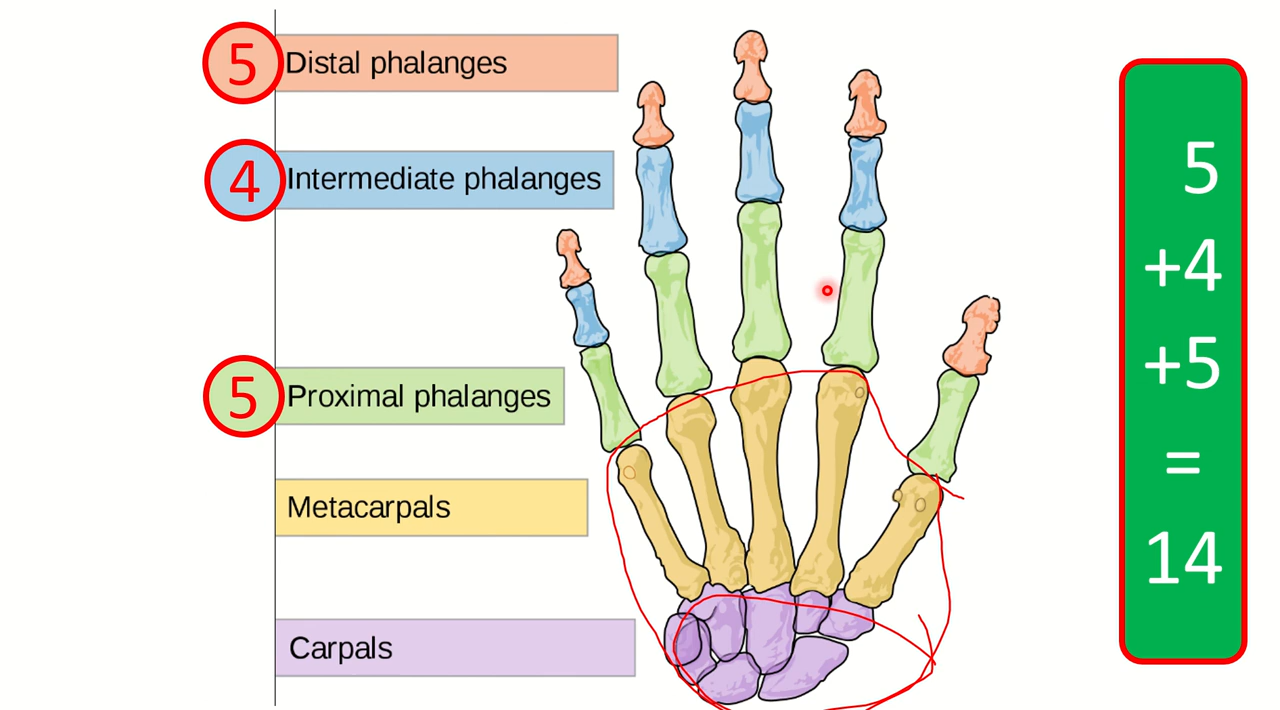 5 Distal phalanges
4 Intermediate phalanges
5 Proximal phalanges
Metacarpals
Carpals
5
+4
+5
=
14